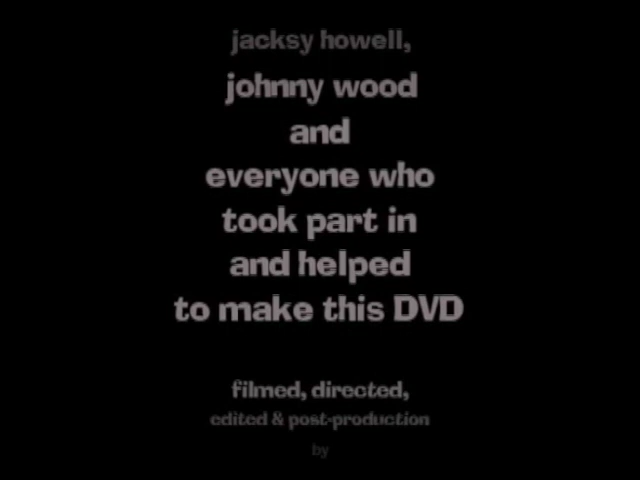 jacksy howell,
johnny wood
and
everyone who
took part in
and helped
to make this DVD
filmed, directed,
edited & post-production
by